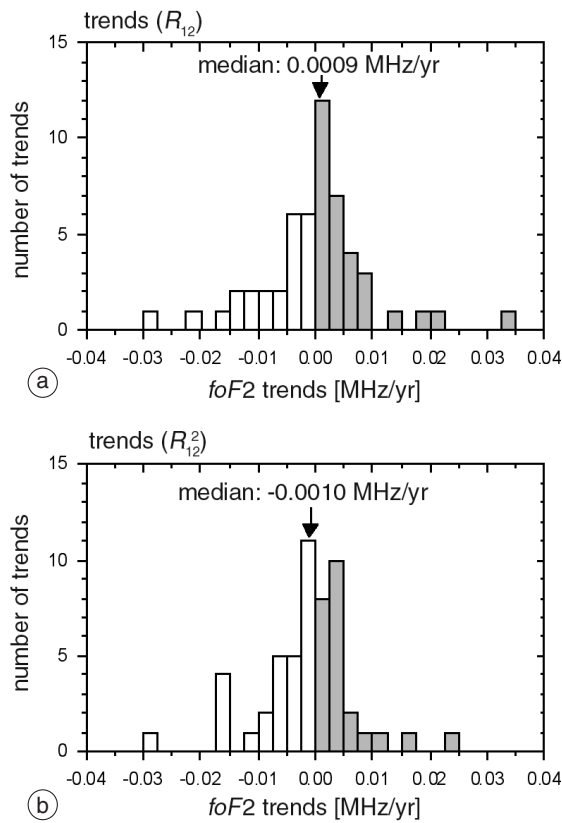 trends (R₁₂)
15
median: 0.0009 MHz/yr
10
number of trends
5
0
-0.04 -0.03 -0.02 -0.01 0.00 0.01 0.02 0.03 0.04
a
foF2 trends [MHz/yr]
trends (R₁₂²)
15
median: -0.0010 MHz/yr
10
number of trends
5
0
-0.04 -0.03 -0.02 -0.01 0.00 0.01 0.02 0.03 0.04
b
foF2 trends [MHz/yr]